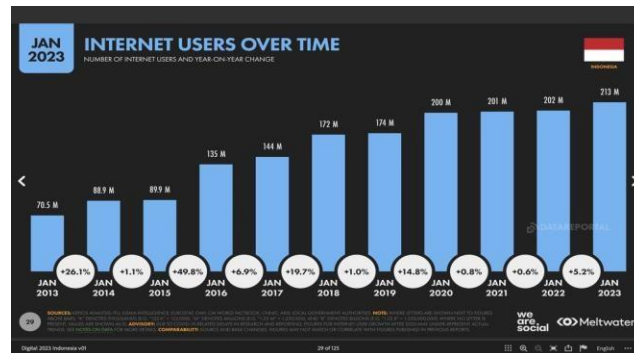 JAN
2023
INTERNET USERS OVER TIME
NUMBER OF INTERNET USERS AND YEAR-ON-YEAR CHANGE
INDONESIA
70.5 M
88.9 M
89.9 M
135 M
144 M
172 M
174 M
200 M
201 M
202 M
213 M
DATAREPORTAL
+26.1%
+1.1%
+49.8%
+6.9%
+19.7%
+1.0%
+14.8%
+0.8%
+0.6%
+5.2%
JAN
2013
JAN
2014
JAN
2015
JAN
2016
JAN
2017
JAN
2018
JAN
2019
JAN
2020
JAN
2021
JAN
2022
JAN
2023
29
SOURCES:
ADVISORY:
NOTE:
COMPARABILITY:
we
are.
social
Meltwater
Digital 2023 Indonesia v01
29 of 125
English